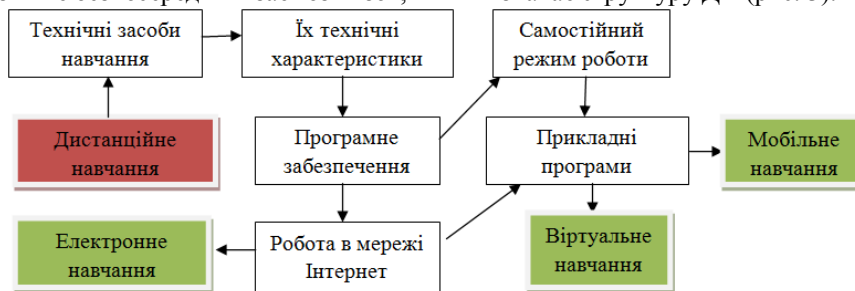 Технічні засоби
навчання
Їх технічні
характеристики
Самостійний
режим роботи
Дистанційне
навчання
Програмне
забезпечення
Прикладні
програми
Мобільне
навчання
Електронне
навчання
Робота в мережі
Інтернет
Віртуальне
навчання